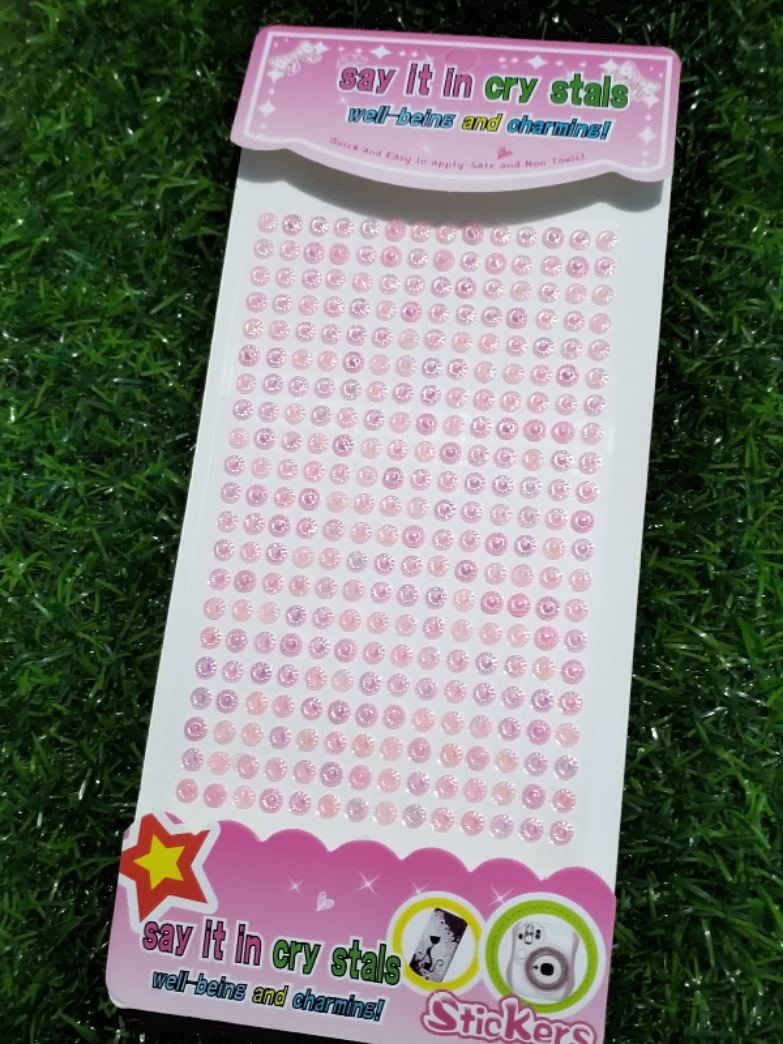 say it in cry stals
well-being and charming!
Quick and Easy to apply-Safe and Non Toxic!
say it in cry stals
well-being and charming!
Stickers